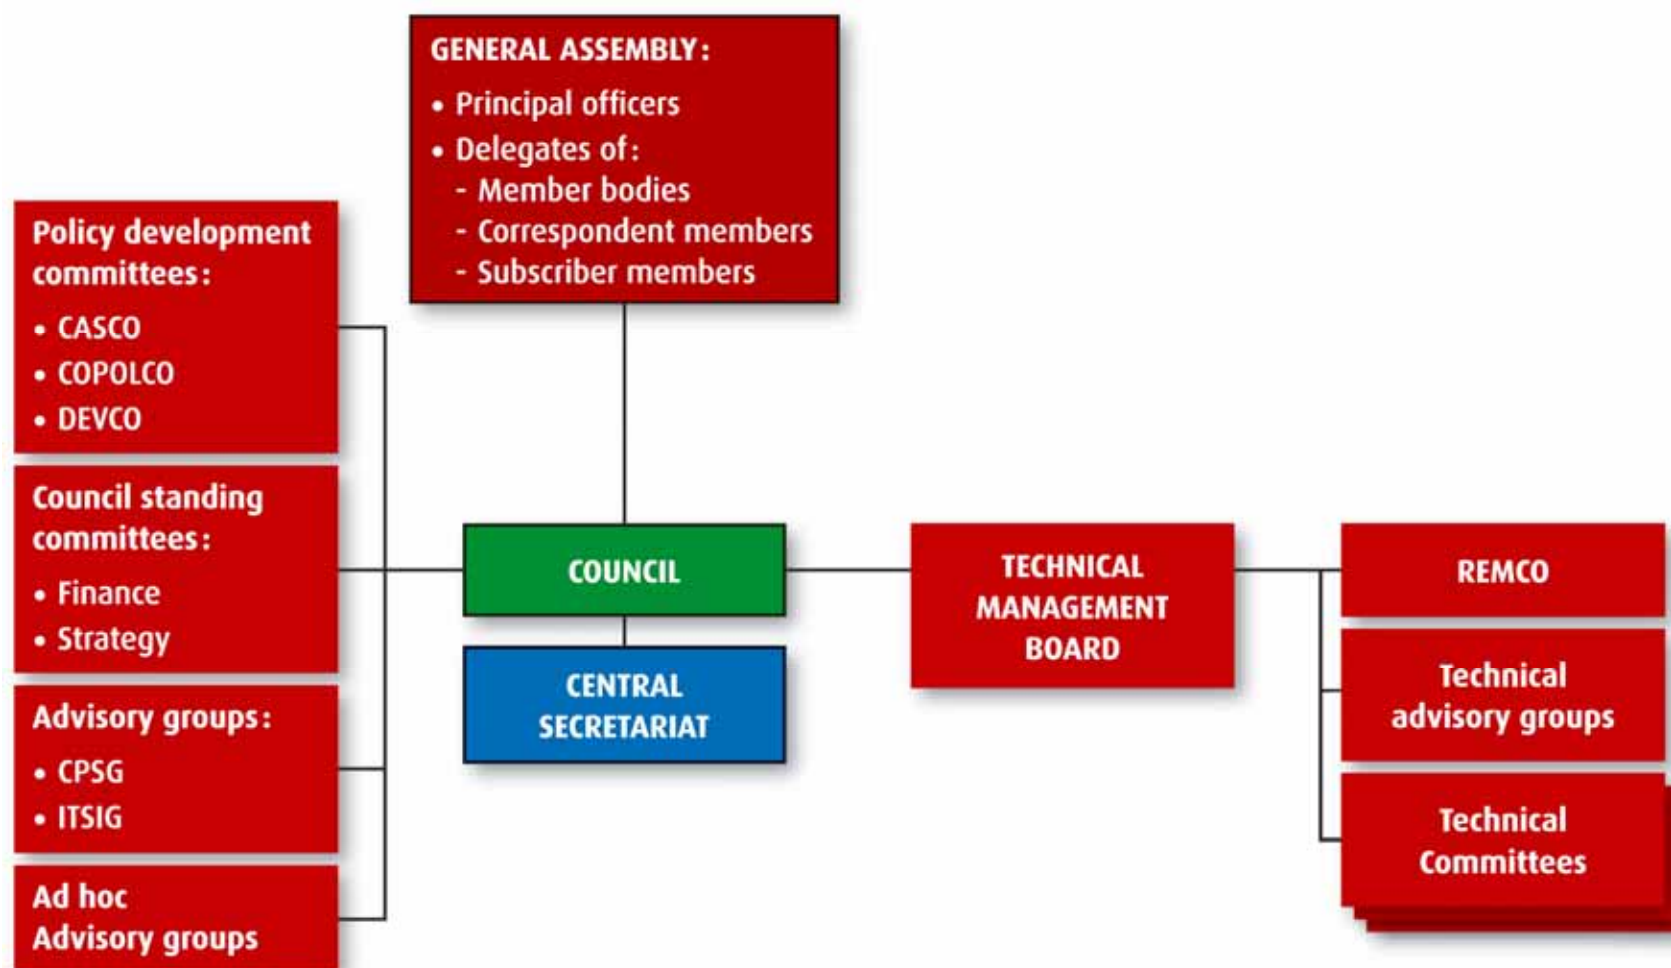 GENERAL ASSEMBLY:
• Principal officers
• Delegates of:
- Member bodies
- Correspondent members
- Subscriber members
Policy development
committees:
• CASCO
• COPOLCO
• DEVCO
Council standing
committees:
• Finance
• Strategy
Advisory groups:
• CPSG
• ITSIG
Ad hoc
Advisory groups
COUNCIL
CENTRAL
SECRETARIAT
TECHNICAL
MANAGEMENT
BOARD
REMCO
Technical
advisory groups
Technical
Committees